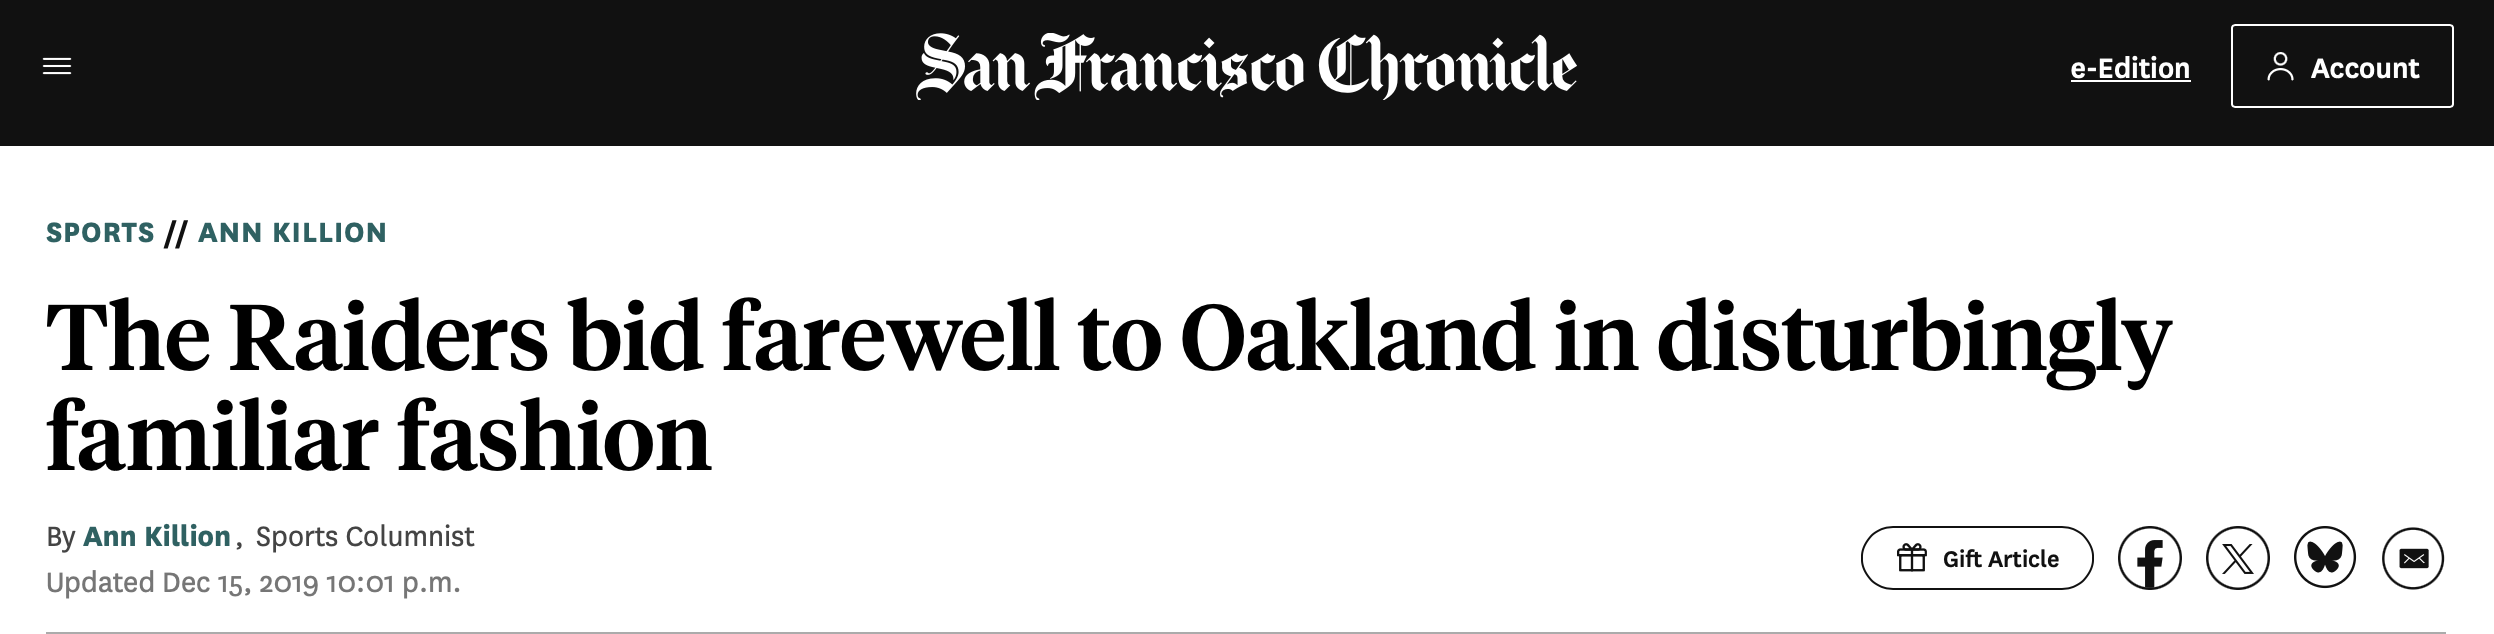 San Francisco Chronicle
e-Edition
Account
SPORTS // ANN KILLION
The Raiders bid farewell to Oakland in disturbingly
familiar fashion
By Ann Killion, Sports Columnist
Updated Dec 15, 2019 10:01 p.m.
Gift Article